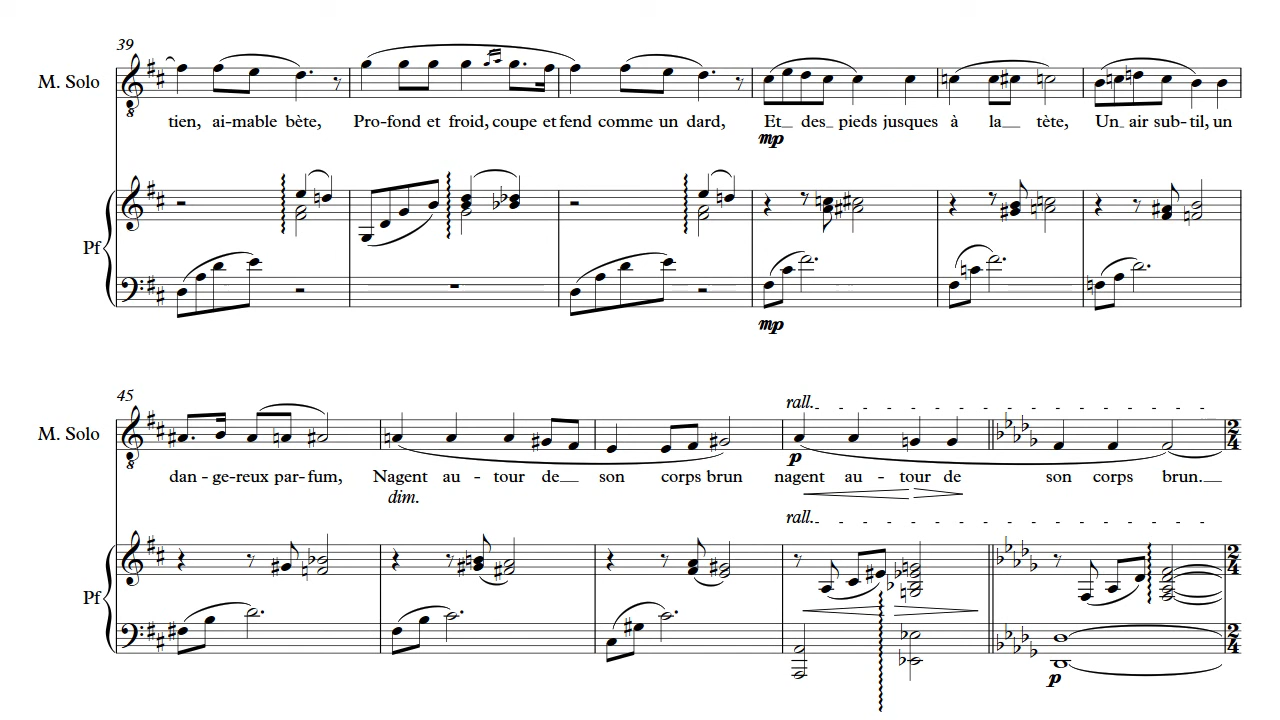 39
M. Solo
tien, ai-mable bète, Pro-fond et froid, coupe et fend comme un dard, Et_ des_ pieds jusques à la_ tète, Un_ air sub-til, un
mp
Pf
mp
45
rall.
M. Solo
p
dan-ge-reux par-fum, Nagent au-tour de_ son corps brun nagent au-tour de son corps brun._
dim.
rall.
Pf
p